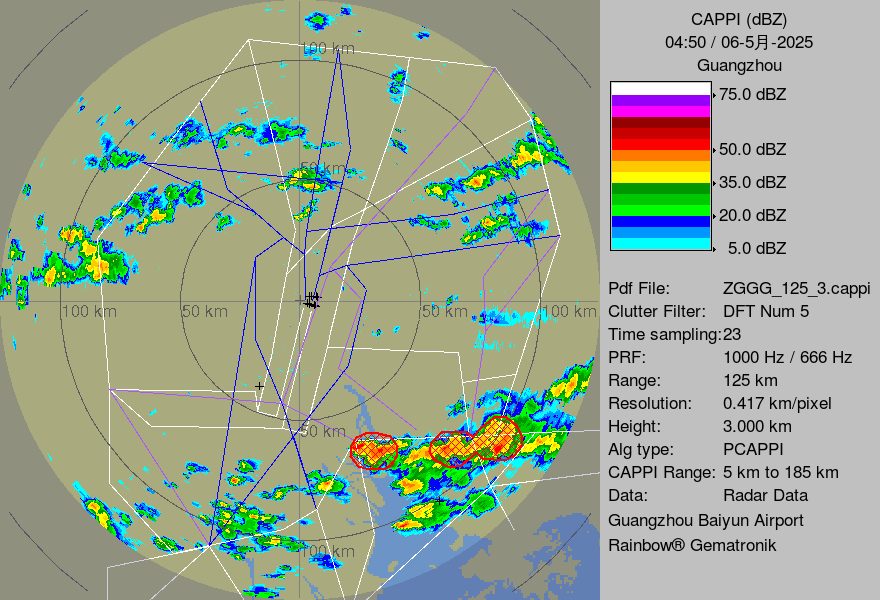 CAPPI (dBZ)
04:50 / 06-5月-2025
Guangzhou
75.0 dBZ
50.0 dBZ
35.0 dBZ
20.0 dBZ
5.0 dBZ
Pdf File: ZGGG_125_3.cappi
Clutter Filter: DFT Num 5
Time sampling:23
PRF: 1000 Hz / 666 Hz
Range: 125 km
Resolution: 0.417 km/pixel
Height: 3.000 km
Alg type: PCAPPI
CAPPI Range: 5 km to 185 km
Data: Radar Data
Guangzhou Baiyun Airport
Rainbow® Gematronik
100 km
50 km
100 km
50 km
50 km
100 km
50 km
100 km